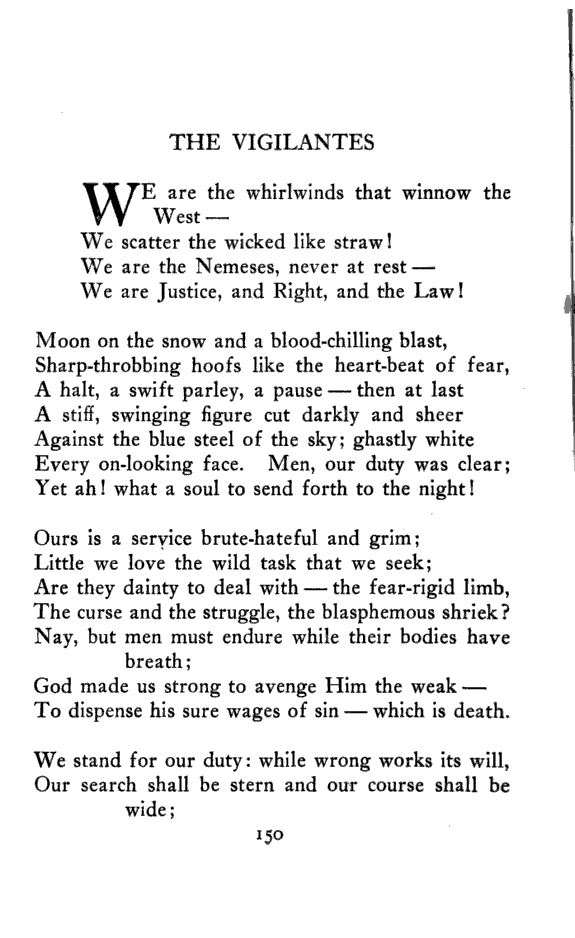 THE VIGILANTES
WE are the whirlwinds that winnow the
West —
We scatter the wicked like straw!
We are the Nemeses, never at rest —
We are Justice, and Right, and the Law!
Moon on the snow and a blood-chilling blast,
Sharp-throbbing hoofs like the heart-beat of fear,
A halt, a swift parley, a pause — then at last
A stiff, swinging figure cut darkly and sheer
Against the blue steel of the sky; ghastly white
Every on-looking face. Men, our duty was clear;
Yet ah! what a soul to send forth to the night!
Ours is a service brute-hateful and grim;
Little we love the wild task that we seek;
Are they dainty to deal with — the fear-rigid limb,
The curse and the struggle, the blasphemous shriek?
Nay, but men must endure while their bodies have
breath;
God made us strong to avenge Him the weak —
To dispense his sure wages of sin — which is death.
We stand for our duty: while wrong works its will,
Our search shall be stern and our course shall be
wide;
150